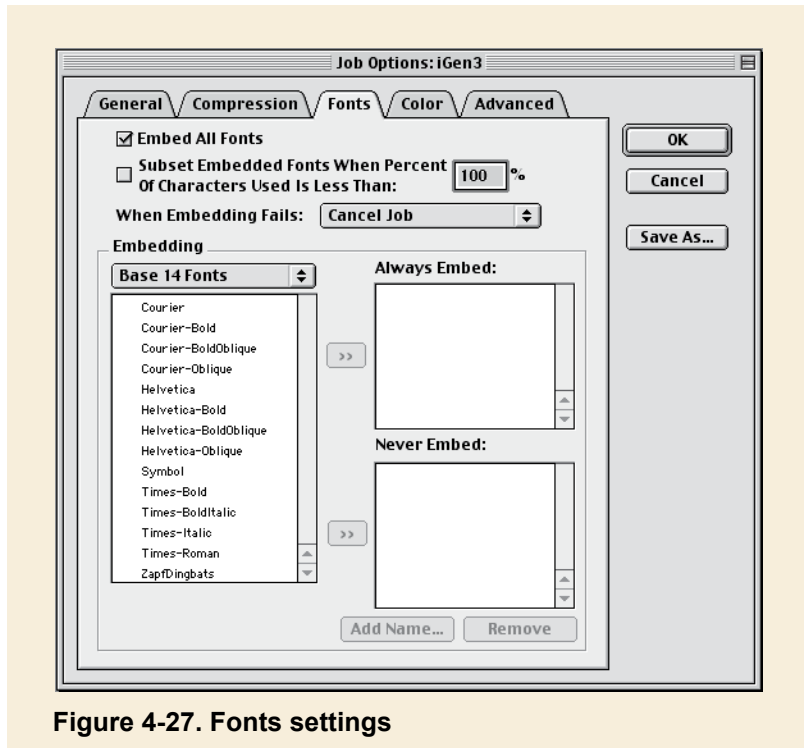 Job Options: iGen3
General Compression Fonts Color Advanced
Embed All Fonts
Subset Embedded Fonts When Percent
Of Characters Used Is Less Than: 100 %
When Embedding Fails: Cancel Job
OK
Cancel
Save As...
Embedding
Base 14 Fonts
Courier
Courier-Bold
Courier-BoldOblique
Courier-Oblique
Helvetica
Helvetica-Bold
Helvetica-BoldOblique
Helvetica-Oblique
Symbol
Times-Bold
Times-BoldItalic
Times-Italic
Times-Roman
ZapfDingbats
>>
>>
Always Embed:
Never Embed:
Add Name... Remove
Figure 4-27. Fonts settings